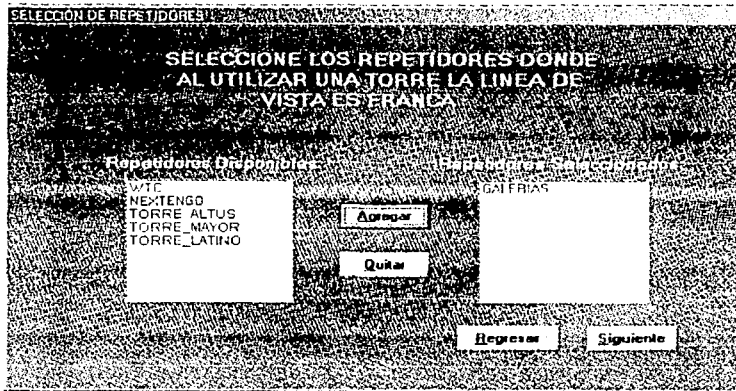 SELECCION DE REPETIDORES
SELECCIONE LOS REPETIDORES DONDE
AL UTILIZAR UNA TORRE LA LINEA DE
VISTA ES FRANCA
Repetidores Disponibles
Repetidores Seleccionados
WTC
NEXTENGO
TORRE_ALTUS
TORRE_MAYOR
TORRE_LATINO
GALERIAS
Agregar
Quitar
Regresar
Siguiente